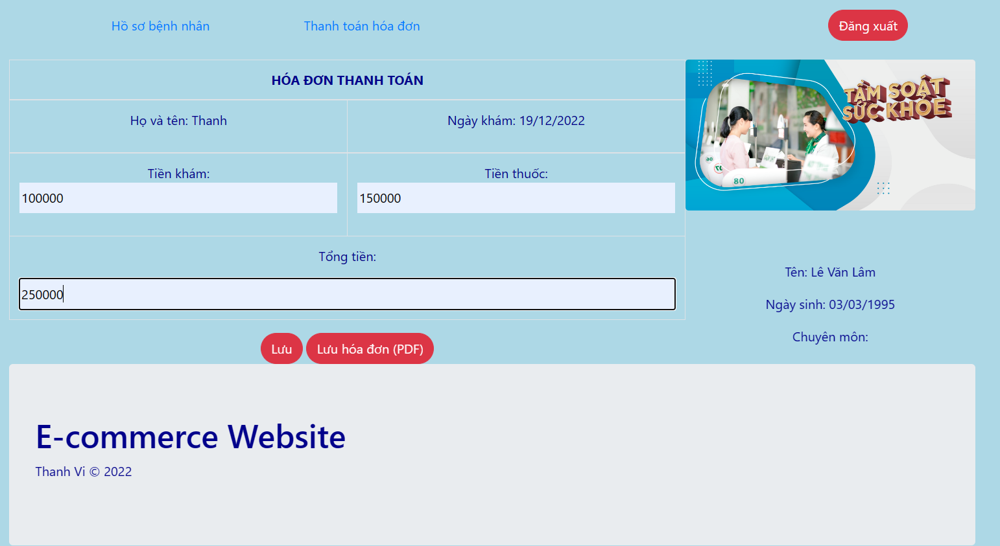 Hồ sơ bệnh nhân
Thanh toán hóa đơn
Đăng xuất
HÓA ĐƠN THANH TOÁN
Họ và tên: Thanh
Ngày khám: 19/12/2022
Tiền khám:
100000
Tiền thuốc:
150000
Tổng tiền:
250000
Lưu
Lưu hóa đơn (PDF)
TẦM SOÁT
SỨC KHỎE
06
07
08
Tên: Lê Văn Lâm
Ngày sinh: 03/03/1995
Chuyên môn:
E-commerce Website
Thanh Vi © 2022